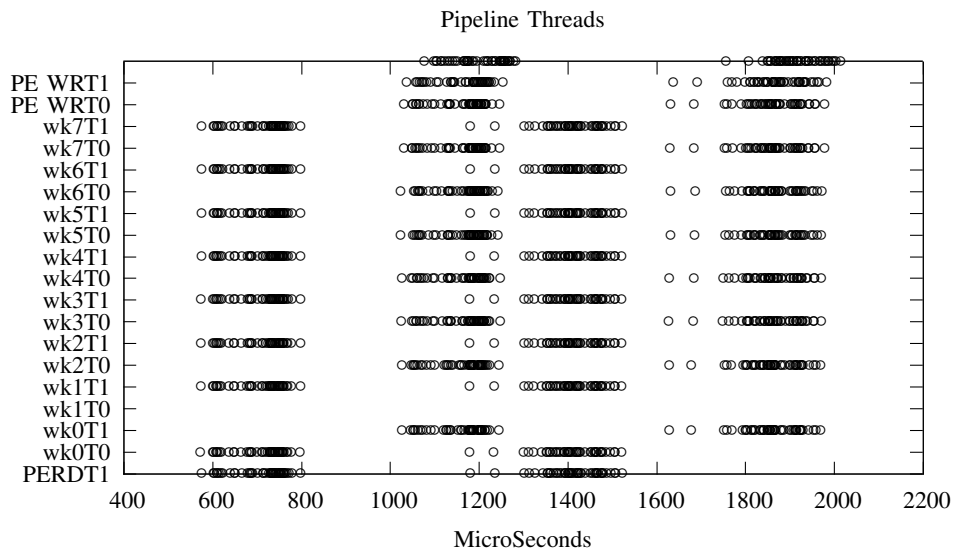 Pipeline Threads
PE WRT1
PE WRT0
wk7T1
wk7T0
wk6T1
wk6T0
wk5T1
wk5T0
wk4T1
wk4T0
wk3T1
wk3T0
wk2T1
wk2T0
wk1T1
wk1T0
wk0T1
wk0T0
PERDT1
400 600 800 1000 1200 1400 1600 1800 2000 2200
MicroSeconds